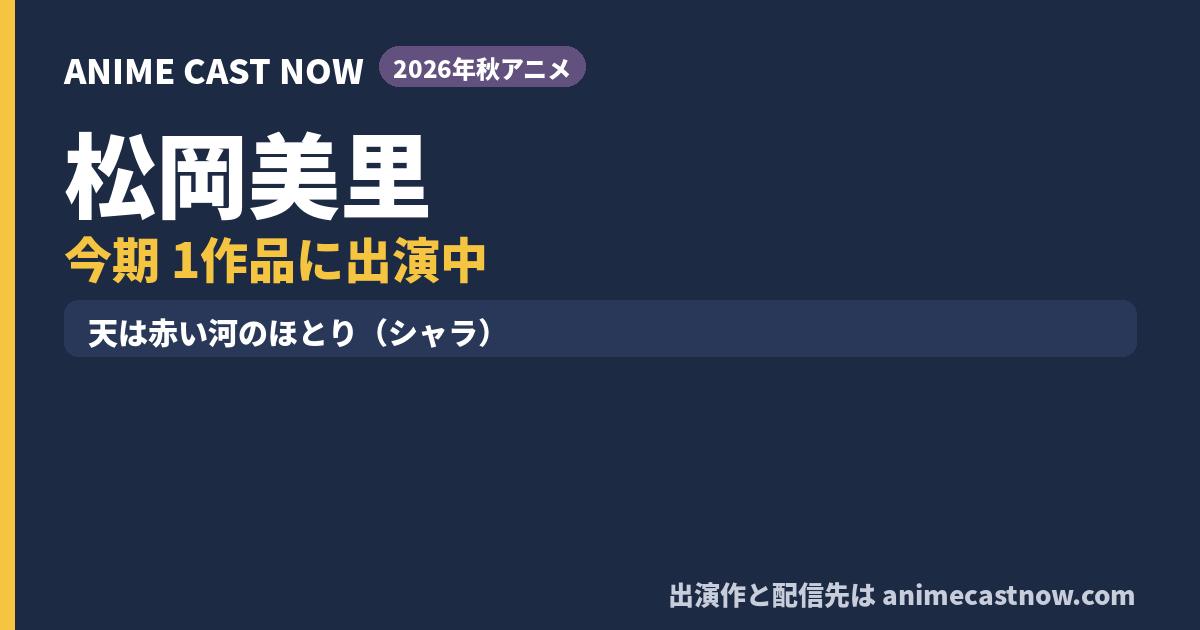 ANIME CAST NOW 2026年秋アニメ
松岡美里
今期 1作品に出演中
天は赤い河のほとり（シャラ）
出演作と配信先は animecastnow.com